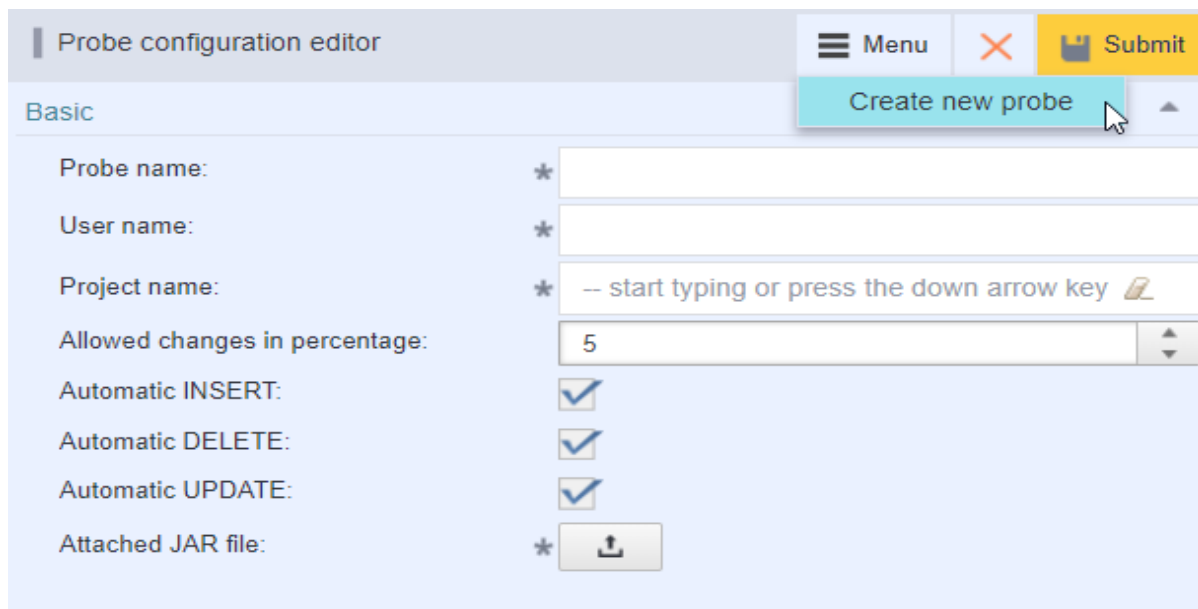 Probe configuration editor
Menu
Submit
Create new probe
Basic
Probe name: *
User name: *
Project name: * -- start typing or press the down arrow key
Allowed changes in percentage: 5
Automatic INSERT:
Automatic DELETE:
Automatic UPDATE:
Attached JAR file: *